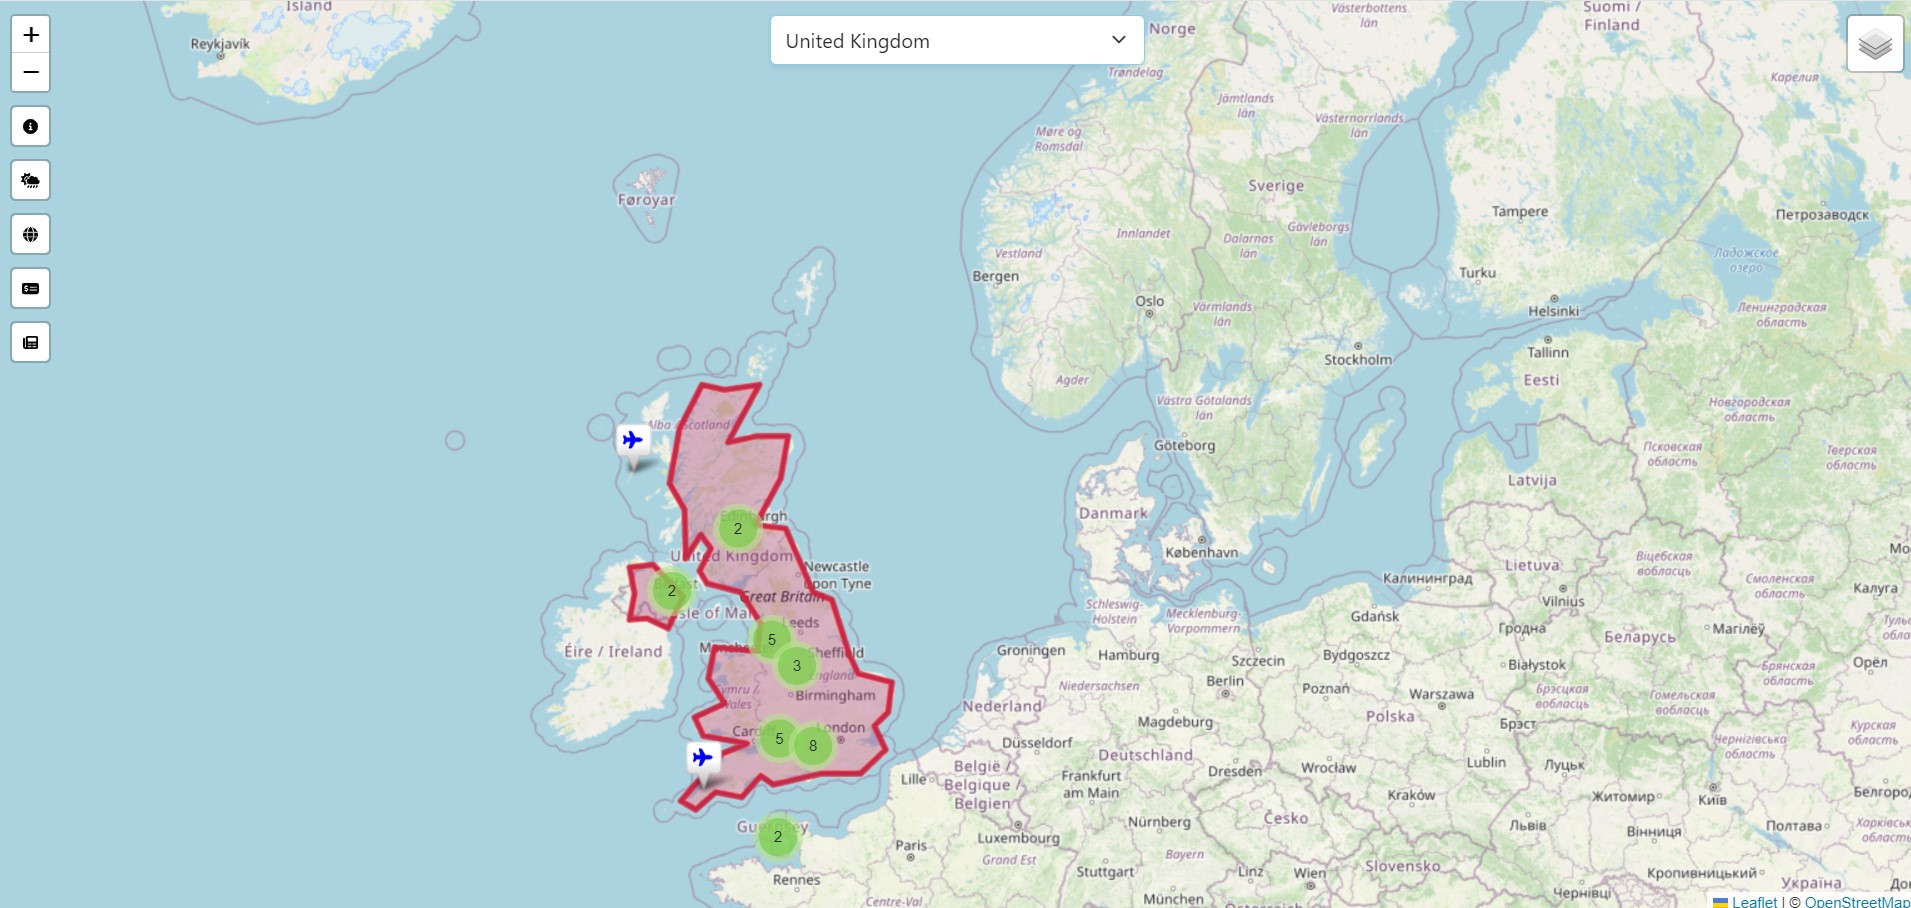 Ísland
Reykjavík
+
−
United Kingdom
Norge
Västerbottens
län
Suomi /
Finland
Trøndelag
Карелия
Jämtlands
län
Västernorrlands
län
Møre og
Romsdal
Føroyar
Sverige
Tampere
Петрозаводск
Innlandet
Gävleborgs
län
Dalarnas
län
Vestland
Ладожское
озеро
Bergen
Turku
Oslo
Värmlands
län
Helsinki
Ленинградская
область
Tallinn
Stockholm
Agder
Eesti
Västra Götalands
län
Новгородская
область
Alba / Scotland
Göteborg
Псковская
область
Тверская
область
Latvija
Danmark
Edinburgh
2
København
United Kingdom
Newcastle
upon Tyne
Віцебская
вобласць
Lietuva
Калининград
Смоленская
область
Калуга
Belfast
2
Great Britain
Isle of Man
Vilnius
Schleswig-
Holstein
Mecklenburg-
Vorpommern
Gdańsk
Гродна
Магілёў
Беларусь
Leeds
5
Éire / Ireland
Manchester
Sheffield
3
England
Groningen
Hamburg
Szczecin
Bydgoszcz
Białystok
Брянская
область
Орёл
Cymru /
Wales
Birmingham
Niedersachsen
Berlin
Poznań
Warszawa
Брэсцкая
вобласць
Гомельская
вобласць
Nederland
Magdeburg
Polska
Брэст
Курская
область
Cardiff
5
8
London
Düsseldorf
Deutschland
Чернігівська
область
België /
Belgique /
Belgien
Lille
Frankfurt
am Main
Dresden
Wrocław
Lublin
Луцьк
Kraków
Житомир
Київ
Белгород
Guernsey
2
Luxembourg
Nürnberg
Česko
Львів
Вінниця
Полтава
Paris
Grand Est
Bayern
Rennes
Stuttgart
Linz
Wien
Slovensko
Кропивницький
Україна
München
Чернівці
Centre-Val
Leaflet | © OpenStreetMap